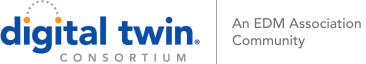 digital twin®
CONSORTIUM
An EDM Association
Community